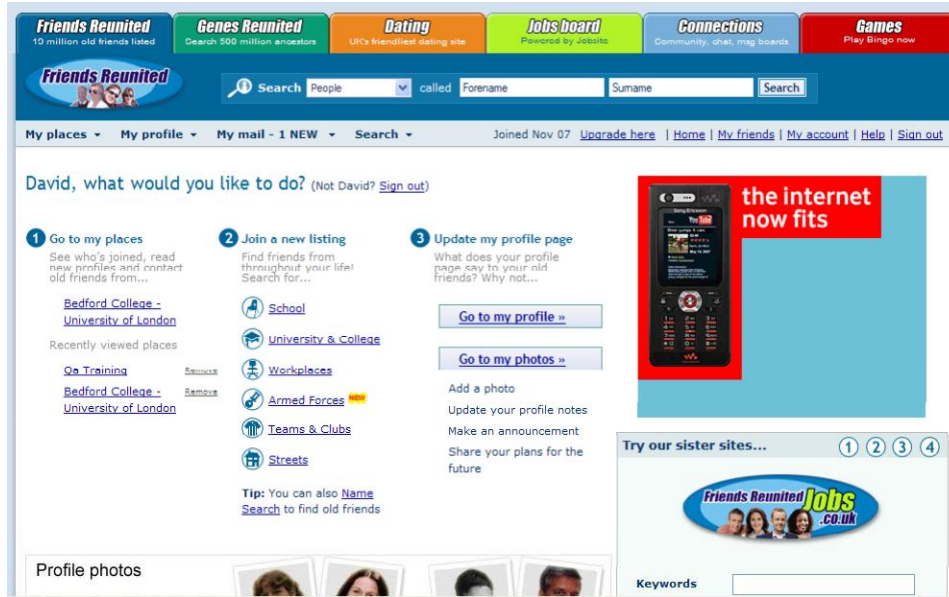 Friends Reunited
19 million old friends listed
Genes Reunited
Search 500 million ancestors
Dating
UK's friendliest dating site
Jobs board
Powered by Jobsite
Connections
Community, chat, msg boards
Games
Play Bingo now
Friends Reunited
Search People called Forename Surname Search
My places My profile My mail - 1 NEW Search Joined Nov 07 Upgrade here | Home | My friends | My account | Help | Sign out
David, what would you like to do? (Not David? Sign out)
1 Go to my places
See who's joined, read
new profiles and contact
old friends from...
Bedford College -
University of London
Recently viewed places
Qa Training Remove
Bedford College - Remove
University of London
2 Join a new listing
Find friends from
throughout your life!
Search for...
School
University & College
Workplaces
Armed Forces NEW
Teams & Clubs
Streets
Tip: You can also Name
Search to find old friends
3 Update my profile page
What does your profile
page say to your old
friends? Why not...
Go to my profile »
Go to my photos »
Add a photo
Update your profile notes
Make an announcement
Share your plans for the
future
the internet
now fits
Sony Ericsson
YouTube
Try our sister sites... 1 2 3 4
Friends Reunited Jobs
.co.uk
Keywords
Profile photos